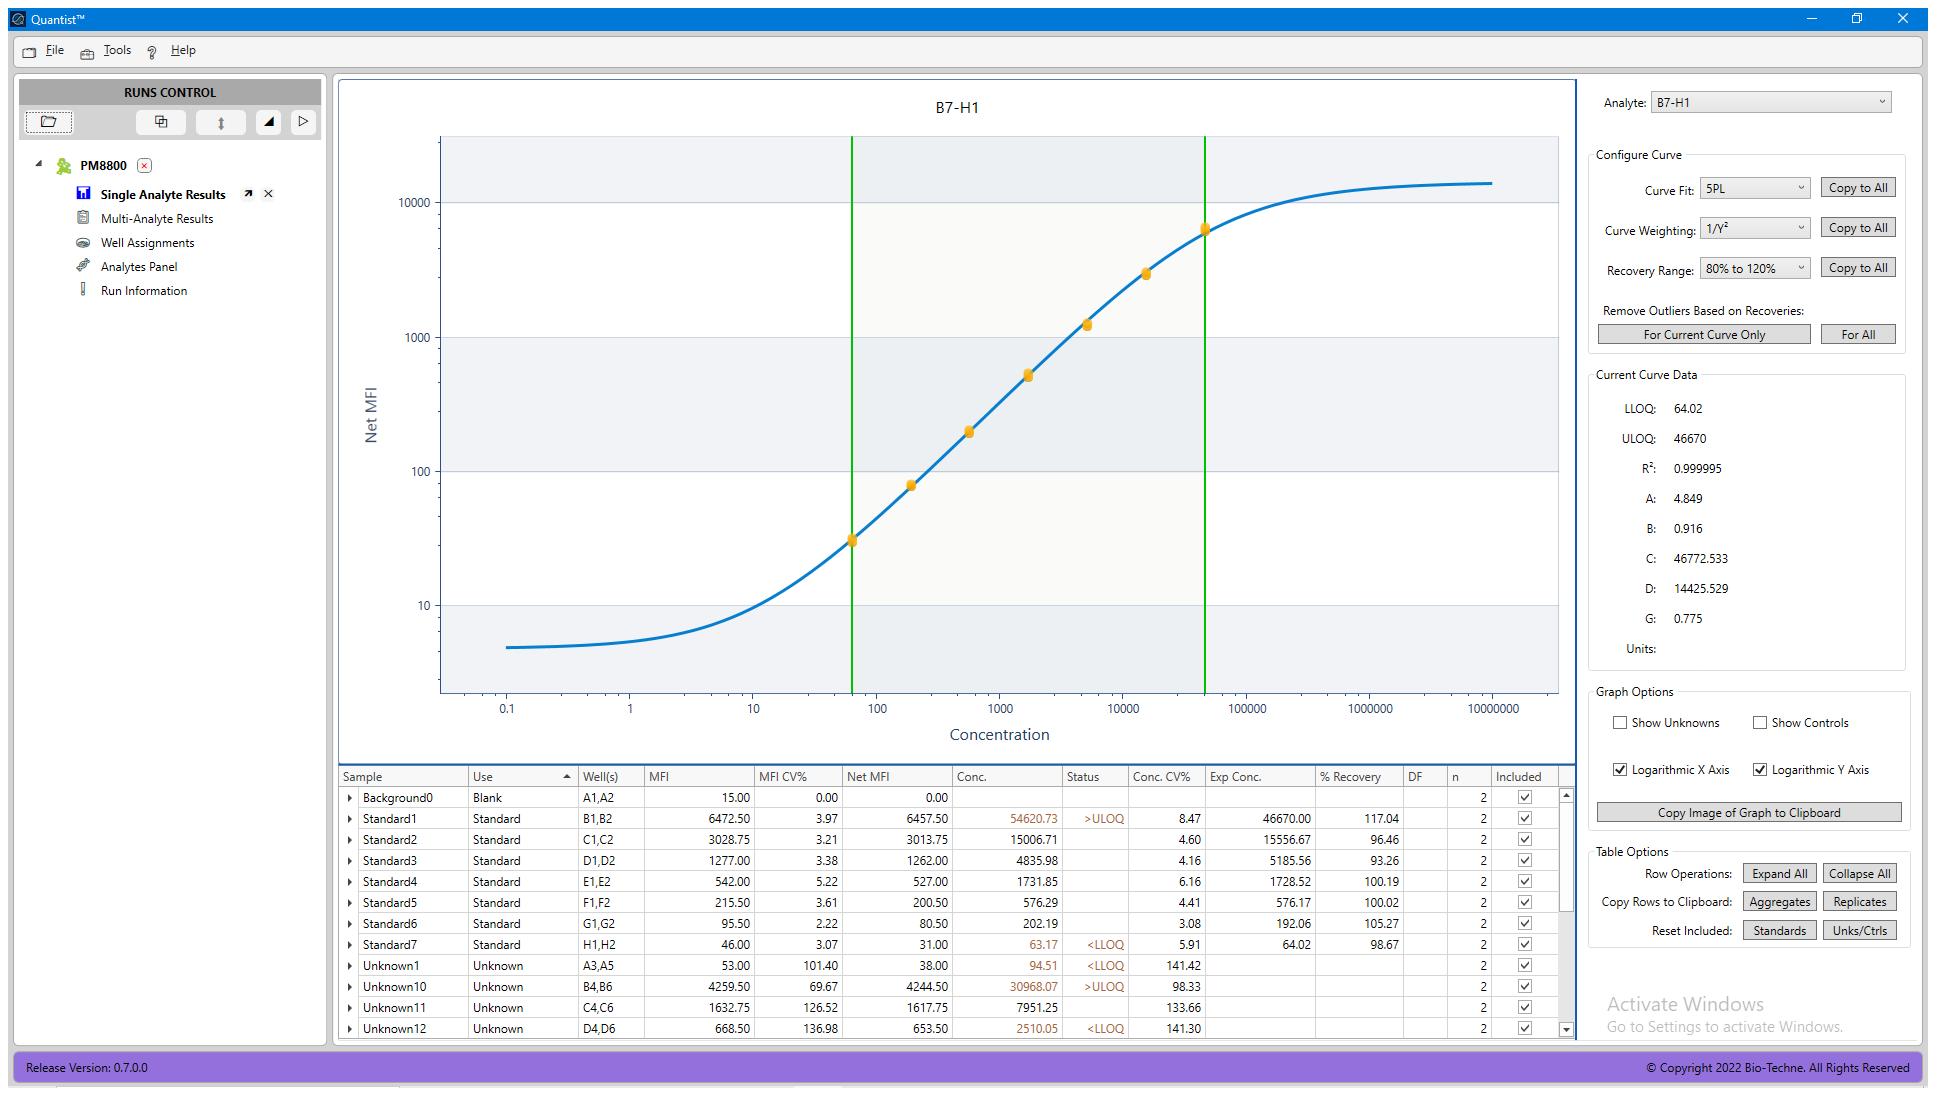 Quantist™
File Tools Help
RUNS CONTROL
PM8800
Single Analyte Results
Multi-Analyte Results
Well Assignments
Analytes Panel
Run Information
B7-H1
Net MFI
10000
1000
100
10
0.1 1 10 100 1000 10000 100000 1000000 10000000
Concentration
Sample Use Well(s) MFI MFI CV% Net MFI Conc. Status Conc. CV% Exp Conc. % Recovery DF n Included
Background0 Blank A1,A2 15.00 0.00 0.00 2
Standard1 Standard B1,B2 6472.50 3.97 6457.50 54620.73 >ULOQ 8.47 46670.00 117.04 2
Standard2 Standard C1,C2 3028.75 3.21 3013.75 15006.71 4.60 15556.67 96.46 2
Standard3 Standard D1,D2 1277.00 3.38 1262.00 4835.98 4.16 5185.56 93.26 2
Standard4 Standard E1,E2 542.00 5.22 527.00 1731.85 6.16 1728.52 100.19 2
Standard5 Standard F1,F2 215.50 3.61 200.50 576.29 4.41 576.17 100.02 2
Standard6 Standard G1,G2 95.50 2.22 80.50 202.19 3.08 192.06 105.27 2
Standard7 Standard H1,H2 46.00 3.07 31.00 63.17 <LLOQ 5.91 64.02 98.67 2
Unknown1 Unknown A3,A5 53.00 101.40 38.00 94.51 <LLOQ 141.42 2
Unknown10 Unknown B4,B6 4259.50 69.67 4244.50 30968.07 >ULOQ 98.33 2
Unknown11 Unknown C4,C6 1632.75 126.52 1617.75 7951.25 133.66 2
Unknown12 Unknown D4,D6 668.50 136.98 653.50 2510.05 <LLOQ 141.30 2
Analyte: B7-H1
Configure Curve
Curve Fit: 5PL Copy to All
Curve Weighting: 1/Y² Copy to All
Recovery Range: 80% to 120% Copy to All
Remove Outliers Based on Recoveries:
For Current Curve Only For All
Current Curve Data
LLOQ: 64.02
ULOQ: 46670
R²: 0.999995
A: 4.849
B: 0.916
C: 46772.533
D: 14425.529
G: 0.775
Units:
Graph Options
Show Unknowns Show Controls
Logarithmic X Axis Logarithmic Y Axis
Copy Image of Graph to Clipboard
Table Options
Row Operations: Expand All Collapse All
Copy Rows to Clipboard: Aggregates Replicates
Reset Included: Standards Unks/Ctrls
Activate Windows
Go to Settings to activate Windows.
Release Version: 0.7.0.0
© Copyright 2022 Bio-Techne. All Rights Reserved